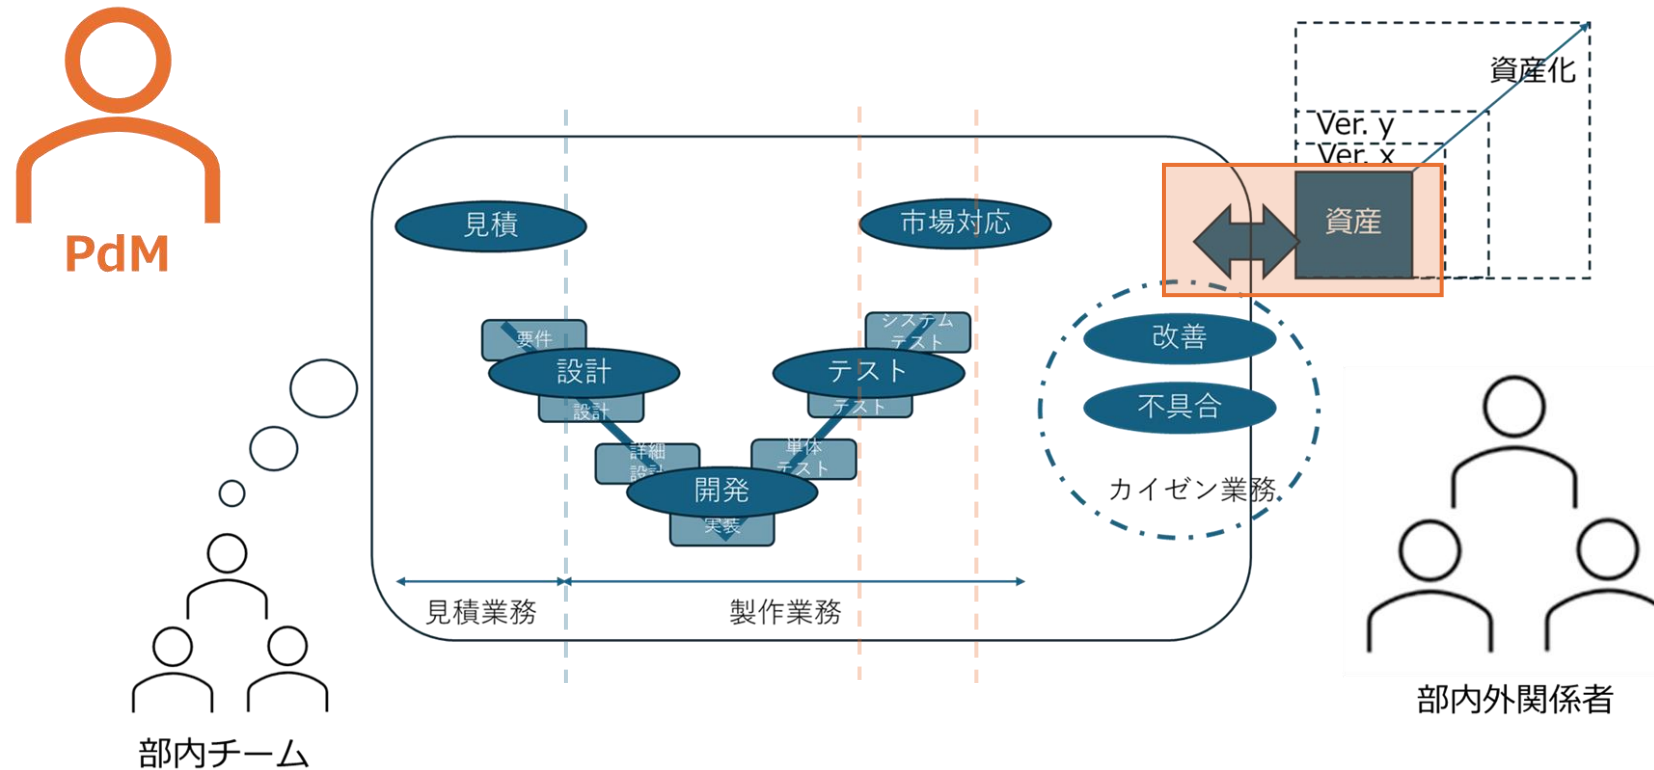 PdM
資産化
Ver. y
Ver. x
資産
見積
市場対応
要件
設計
設計
詳細
設計
開発
実装
システム
テスト
テスト
テスト
単体
テスト
改善
不具合
カイゼン業務
見積業務
製作業務
部内チーム
部内外関係者